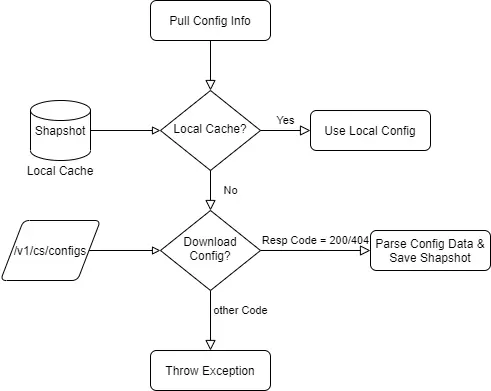 Pull Config Info
Shapshot
Local Cache
Local Cache?
Yes
Use Local Config
No
/v1/cs/configs
Download
Config?
Resp Code = 200/404
Parse Config Data &
Save Shapshot
other Code
Throw Exception